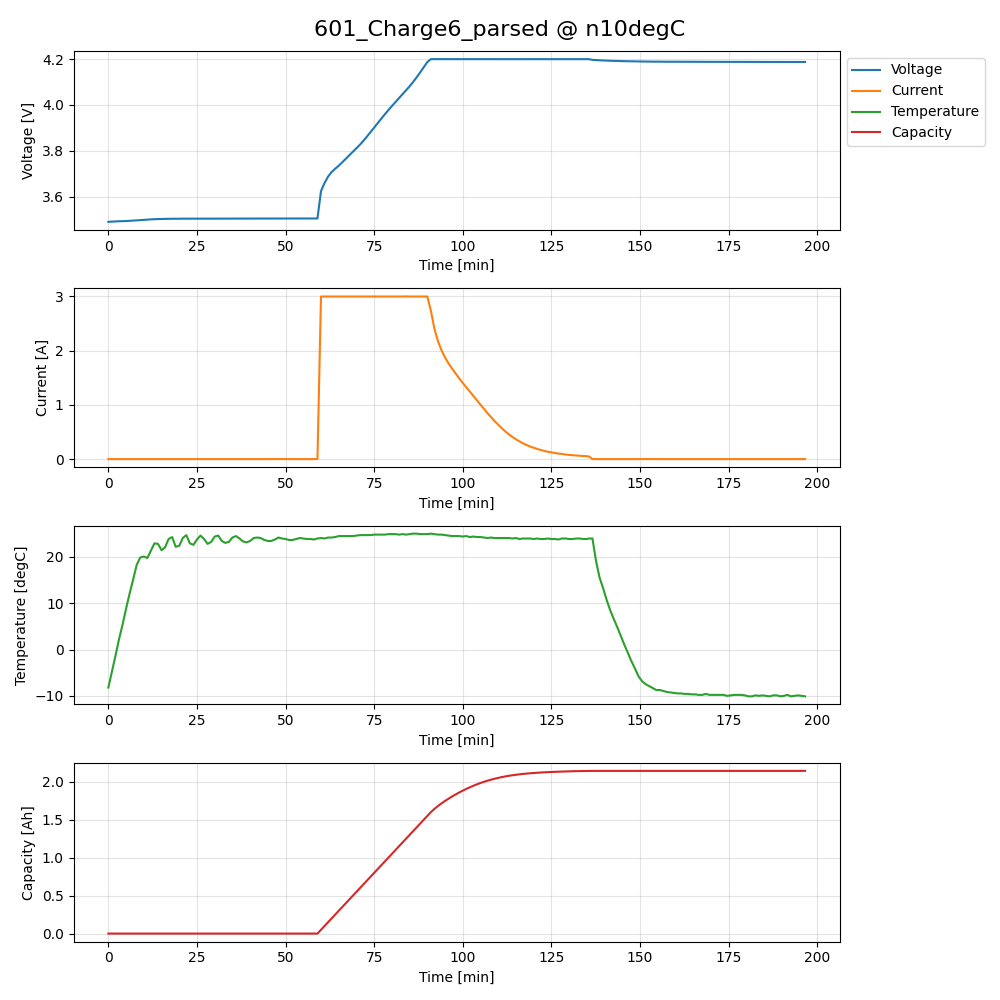 601_Charge6_parsed @ n10degC
Voltage [V]
4.2
4.0
3.8
3.6
0 25 50 75 100 125 150 175 200
Time [min]
Voltage
Current
Temperature
Capacity
Current [A]
3
2
1
0
0 25 50 75 100 125 150 175 200
Time [min]
Temperature [degC]
20
10
0
−10
0 25 50 75 100 125 150 175 200
Time [min]
Capacity [Ah]
2.0
1.5
1.0
0.5
0.0
0 25 50 75 100 125 150 175 200
Time [min]